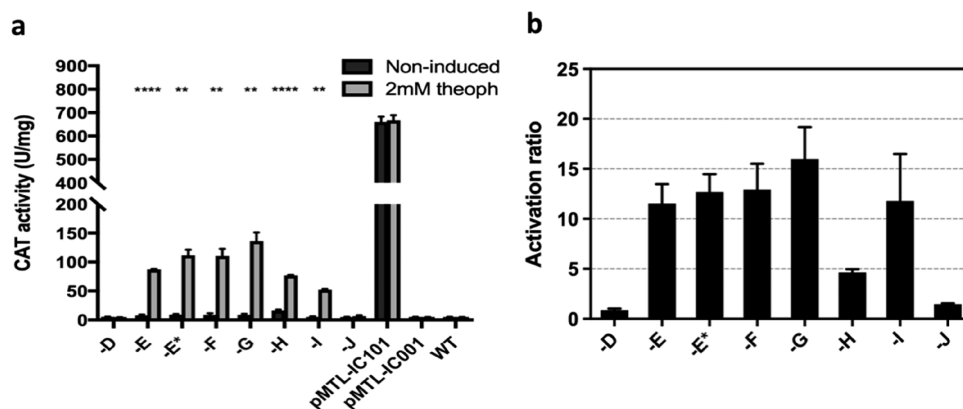 a
Non-induced
2mm theoph
CAT activity (U/mg)
900
800
700
600
400
200
150
100
50
0
**** ** ** ** **** **
-D -E -E* -F -G -H -I -J pMTL-IC101 pMTL-IC001 WT
b
Activation ratio
25
20
15
10
5
0
-D -E -E* -F -G -H -I -J